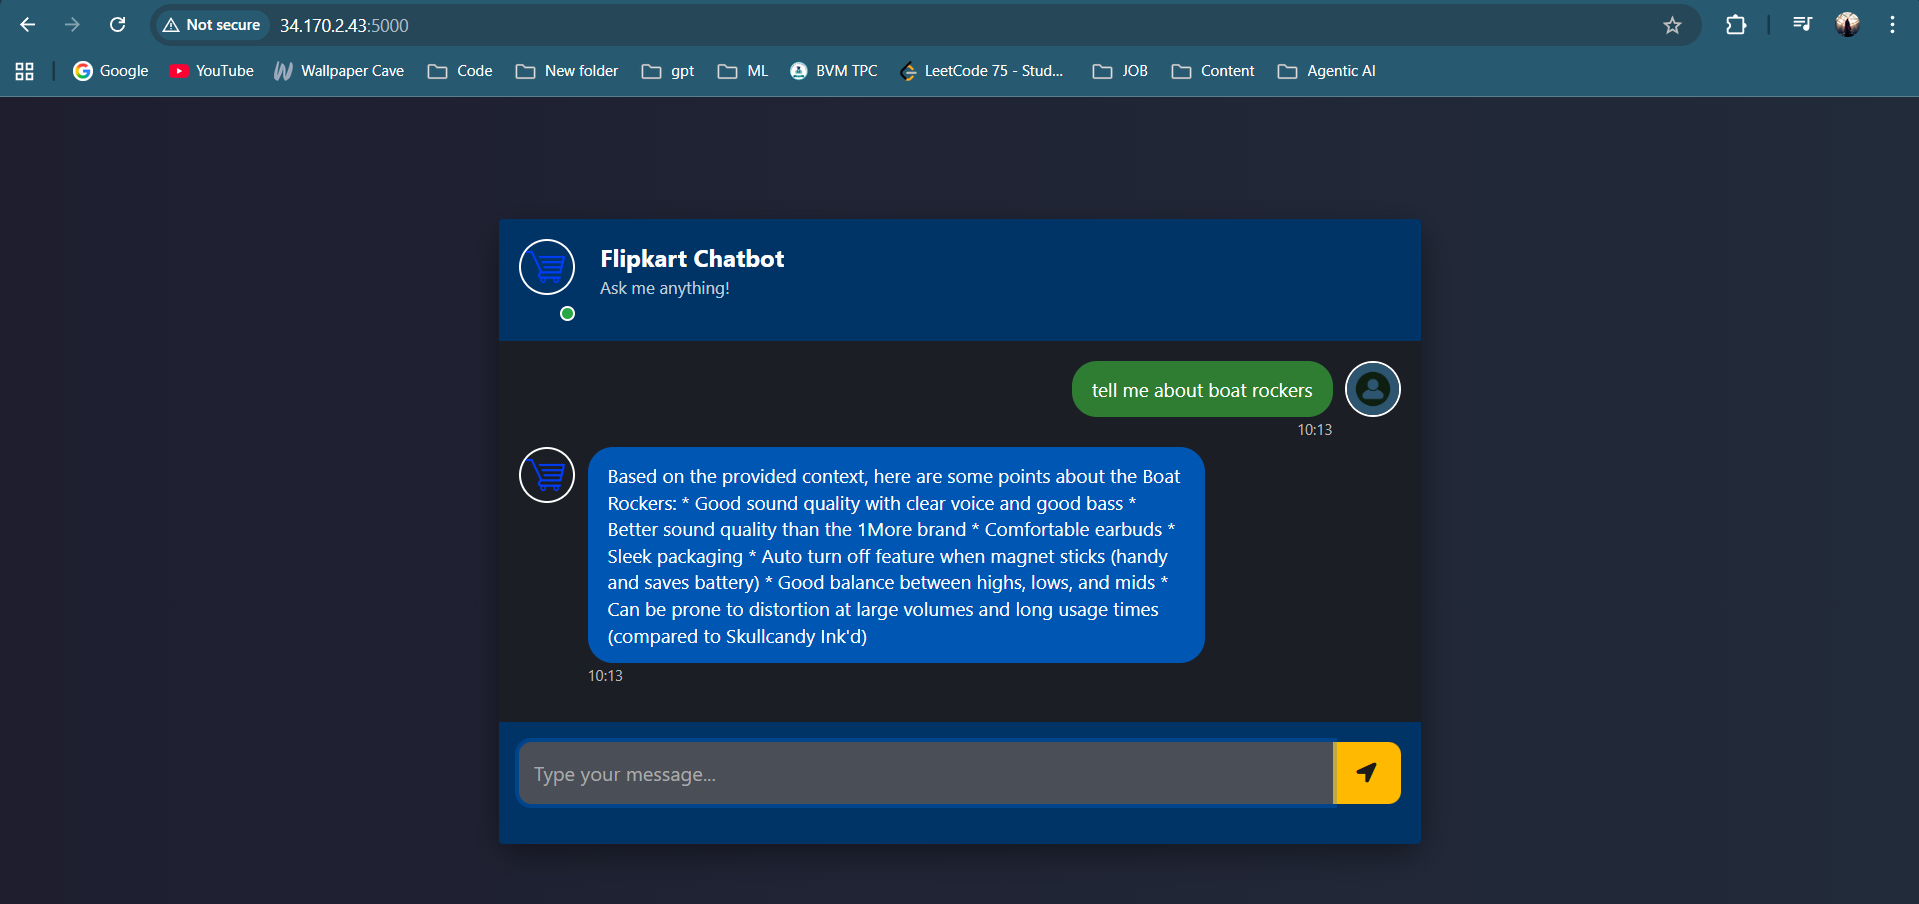 Not secure 34.170.2.43:5000
Google YouTube Wallpaper Cave Code New folder gpt ML BVM TPC LeetCode 75 - Stud... JOB Content Agentic AI
Flipkart Chatbot
Ask me anything!
tell me about boat rockers
10:13
Based on the provided context, here are some points about the Boat
Rockers: * Good sound quality with clear voice and good bass *
Better sound quality than the 1More brand * Comfortable earbuds *
Sleek packaging * Auto turn off feature when magnet sticks (handy
and saves battery) * Good balance between highs, lows, and mids *
Can be prone to distortion at large volumes and long usage times
(compared to Skullcandy Ink'd)
10:13
Type your message...